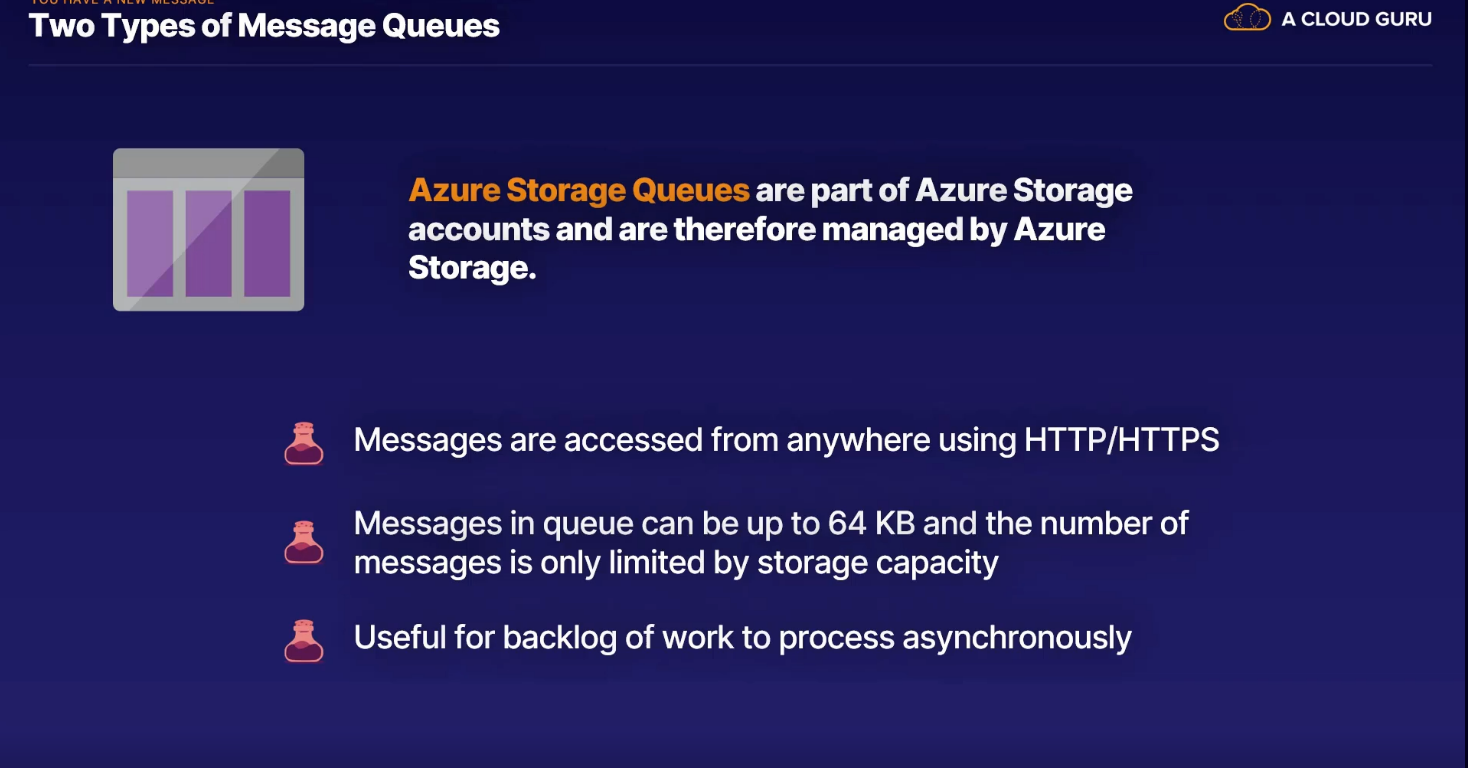 YOU HAVE A NEW MESSAGE
Two Types of Message Queues
A CLOUD GURU
Azure Storage Queues are part of Azure Storage
accounts and are therefore managed by Azure
Storage.
Messages are accessed from anywhere using HTTP/HTTPS
Messages in queue can be up to 64 KB and the number of
messages is only limited by storage capacity
Useful for backlog of work to process asynchronously